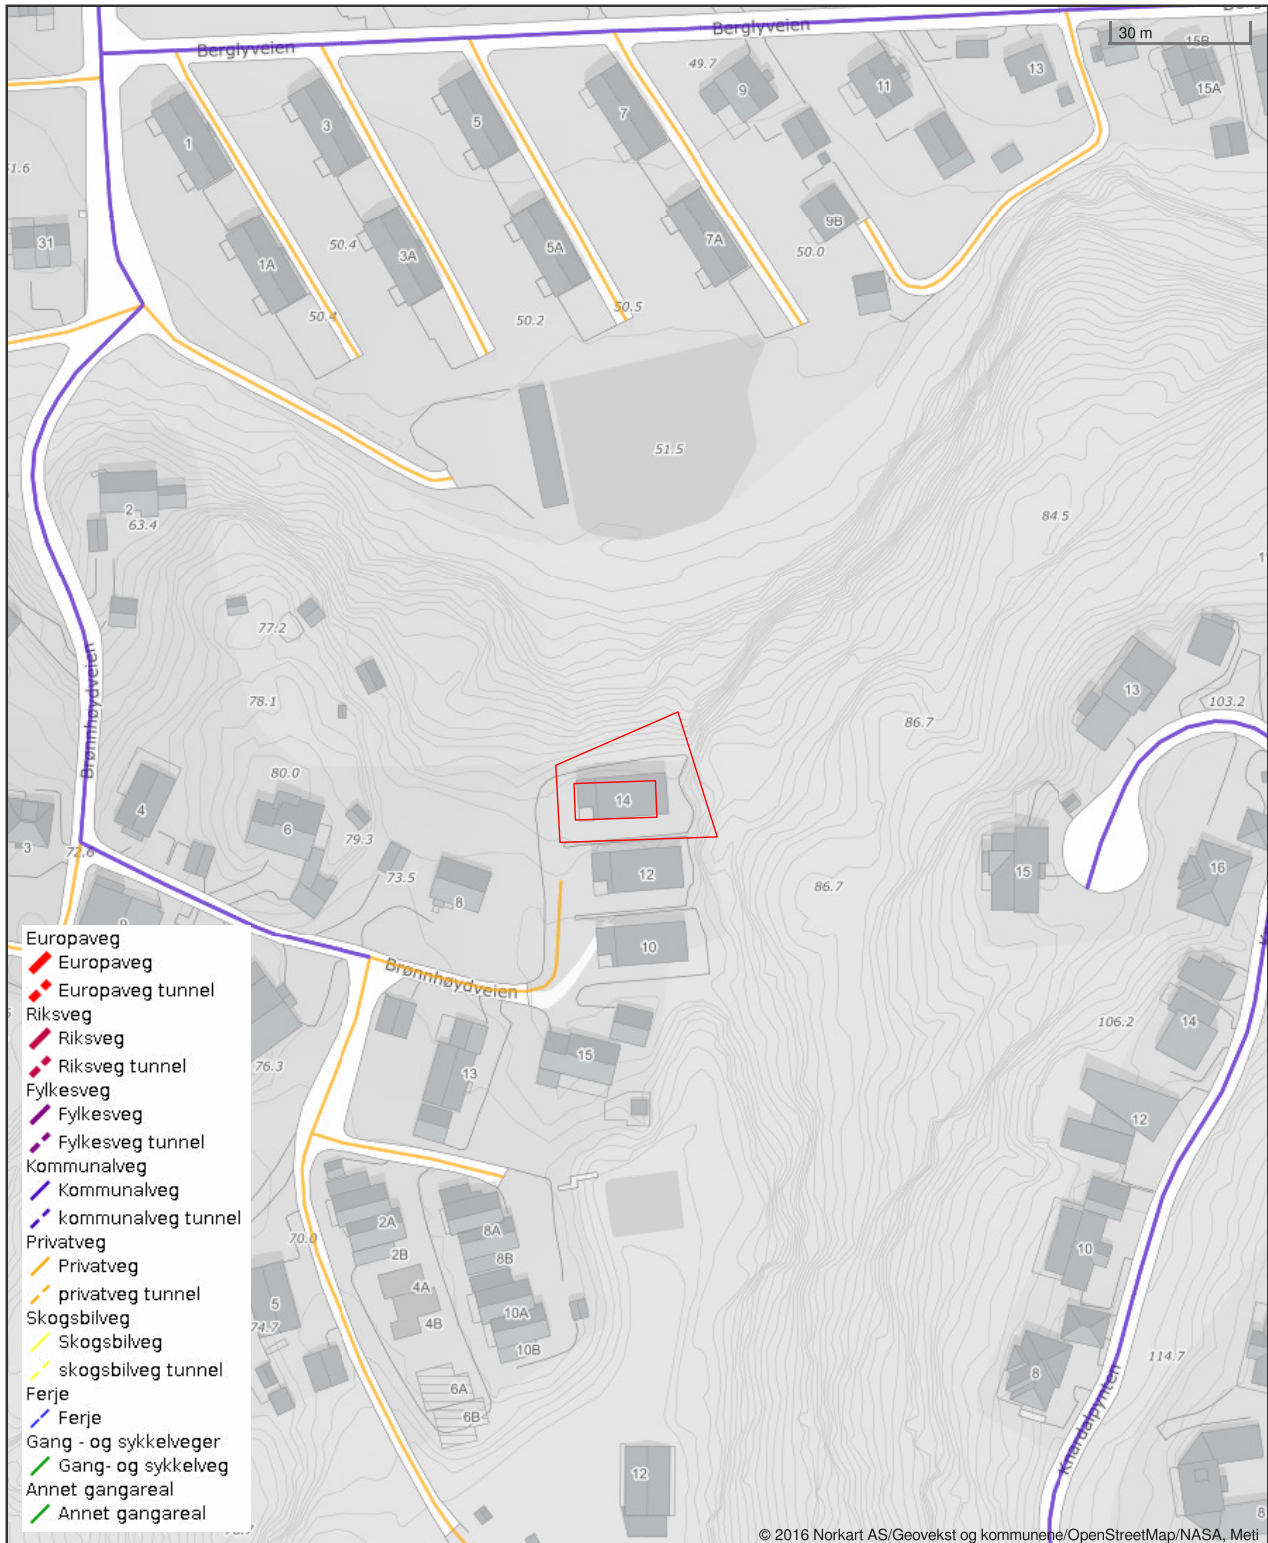 Berglyveien
Berglyveien
30 m
49.7
9
11
13
15B
15A
1
3
5
7
51.6
31
1A
50.4
3A
5A
7A
9B
50.0
50.4
50.2
50.5
51.5
2
63.4
84.5
77.2
78.1
86.7
13
103.2
Brønnhøydveien
80.0
4
6
14
79.3
3
72.6
73.5
8
12
86.7
15
16
9
10
Brønnhøydveien
106.2
14
76.3
13
15
12
2A
2B
8A
8B
70.0
4A
4B
10A
10B
10
5
74.7
6A
6B
8
114.7
Knardalpynten
12
8
Europaveg
Europaveg
Europaveg tunnel
Riksveg
Riksveg
Riksveg tunnel
Fylkesveg
Fylkesveg
Fylkesveg tunnel
Kommunalveg
Kommunalveg
kommunalveg tunnel
Privatveg
Privatveg
privatveg tunnel
Skogsbilveg
Skogsbilveg
skogsbilveg tunnel
Ferje
Ferje
Gang - og sykkelveger
Gang- og sykkelveg
Annet gangareal
Annet gangareal
© 2016 Norkart AS/Geovekst og kommunene/OpenStreetMap/NASA, Meti